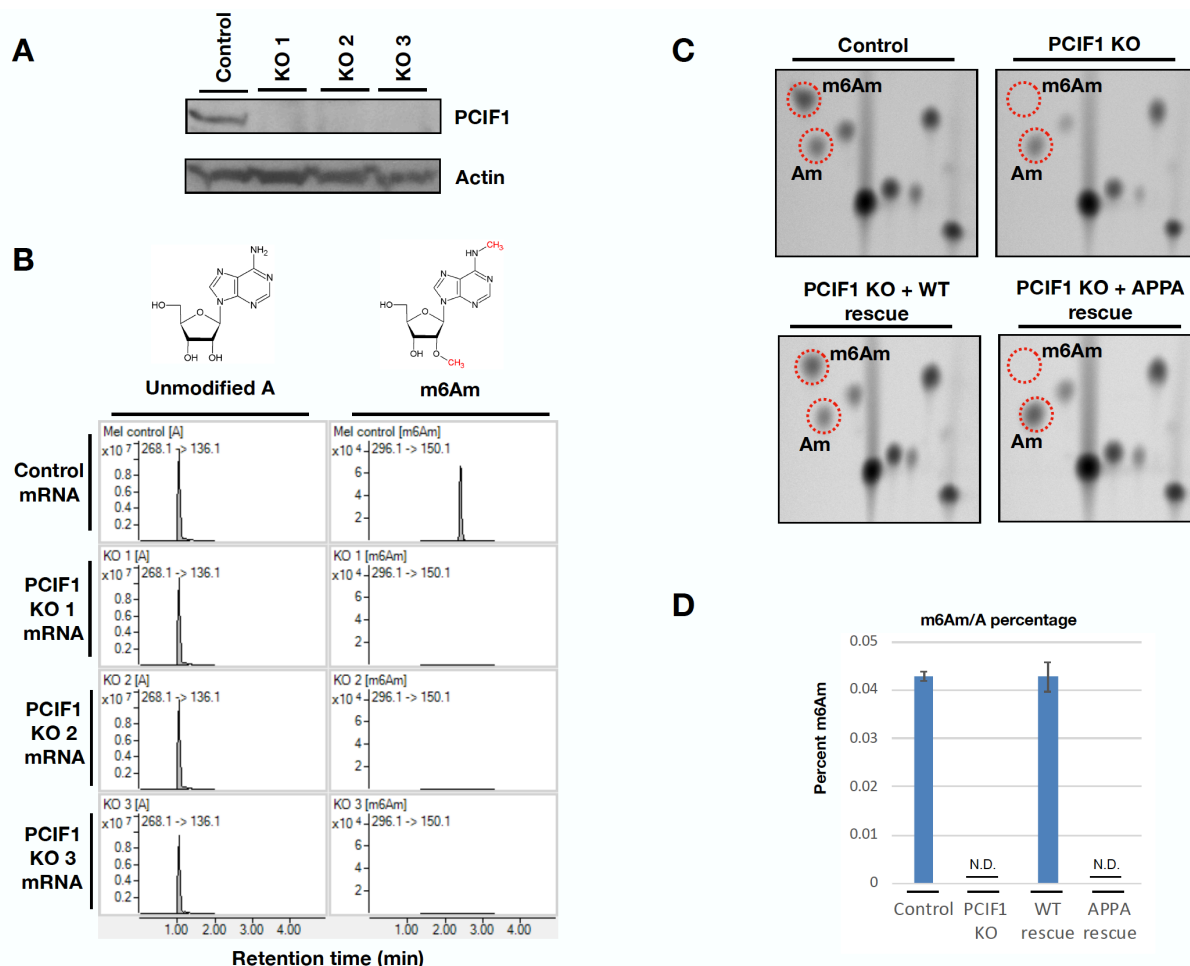 A
Control
KO 1
KO 2
KO 3
PCIF1
Actin
B
NH2
N
N
N
N
HO
O
OH
OH
Unmodified A
HN
CH3
N
N
N
N
HO
O
OH
O
CH3
m6Am
Control
mRNA
Mel control [A]
x10 7
268.1 -> 136.1
0.8
0.6
0.4
0.2
Mel control [m6Am]
x10 4
296.1 -> 150.1
6
4
2
PCIF1
KO 1
mRNA
KO 1 [A]
x10 7
268.1 -> 136.1
0.8
0.6
0.4
0.2
KO 1 [m6Am]
x10 4
296.1 -> 150.1
6
4
2
PCIF1
KO 2
mRNA
KO 2 [A]
x10 7
268.1 -> 136.1
0.8
0.6
0.4
0.2
KO 2 [m6Am]
x10 4
296.1 -> 150.1
6
4
2
PCIF1
KO 3
mRNA
KO 3 [A]
x10 7
268.1 -> 136.1
0.8
0.6
0.4
0.2
KO 3 [m6Am]
x10 4
296.1 -> 150.1
6
4
2
1.00 2.00 3.00 4.00
1.00 2.00 3.00 4.00
Retention time (min)
C
Control
m6Am
Am
PCIF1 KO
m6Am
Am
PCIF1 KO + WT
rescue
m6Am
Am
PCIF1 KO + APPA
rescue
m6Am
Am
D
m6Am/A percentage
Percent m6Am
0.05
0.04
0.03
0.02
0.01
0
N.D.
N.D.
Control
PCIF1
KO
WT
rescue
APPA
rescue